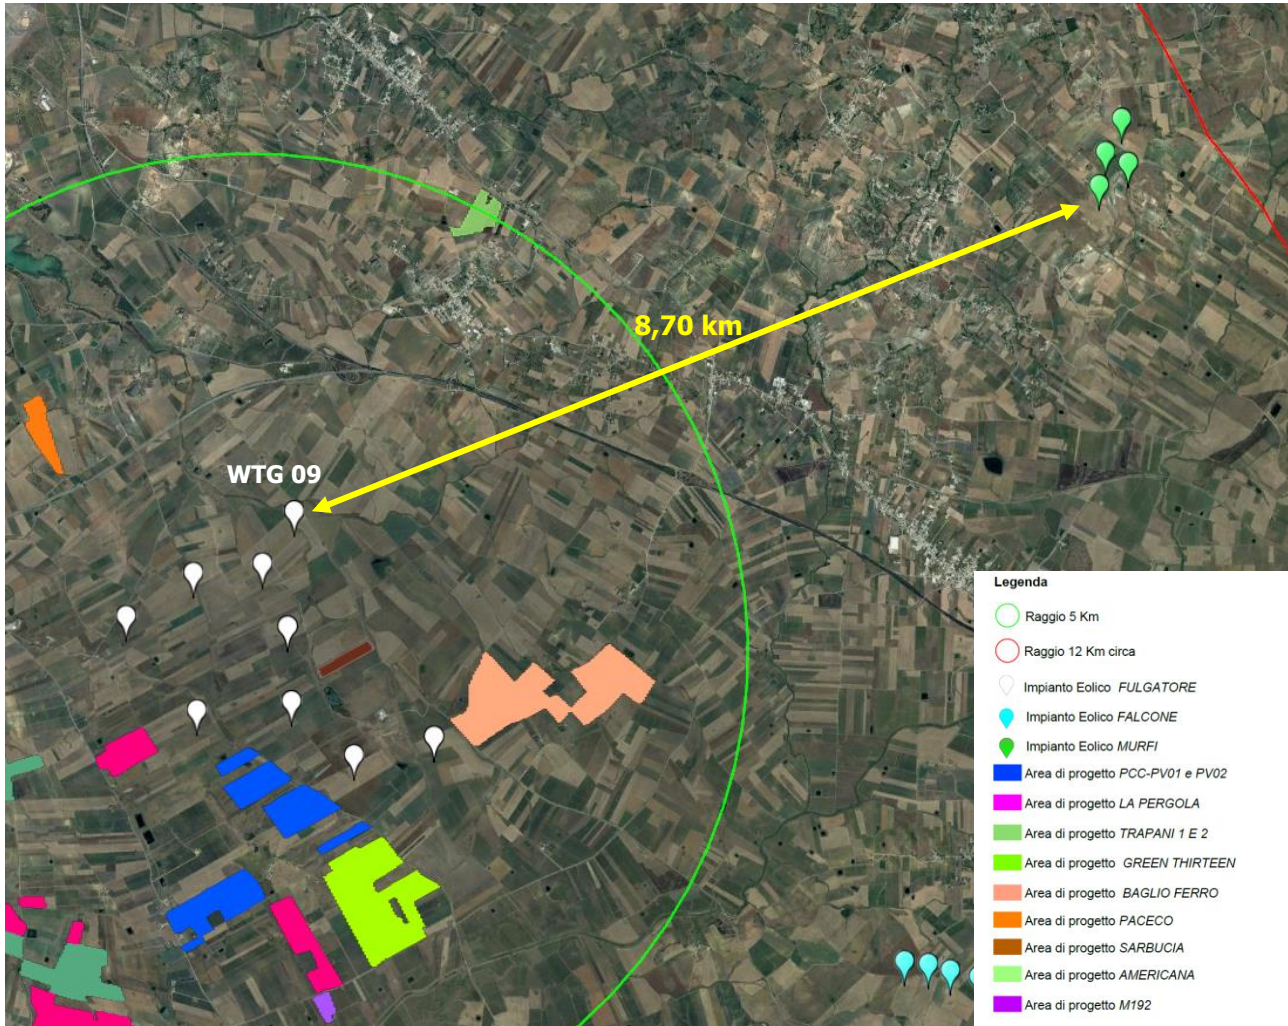 8,70 km
WTG 09
Legenda
Raggio 5 Km
Raggio 12 Km circa
Impianto Eolico FULGATORE
Impianto Eolico FALCONE
Impianto Eolico MURFI
Area di progetto PCC-PV01 e PV02
Area di progetto LA PERGOLA
Area di progetto TRAPANI 1 E 2
Area di progetto GREEN THIRTEEN
Area di progetto BAGLIO FERRO
Area di progetto PACECO
Area di progetto SARBUCIA
Area di progetto AMERICANA
Area di progetto M192